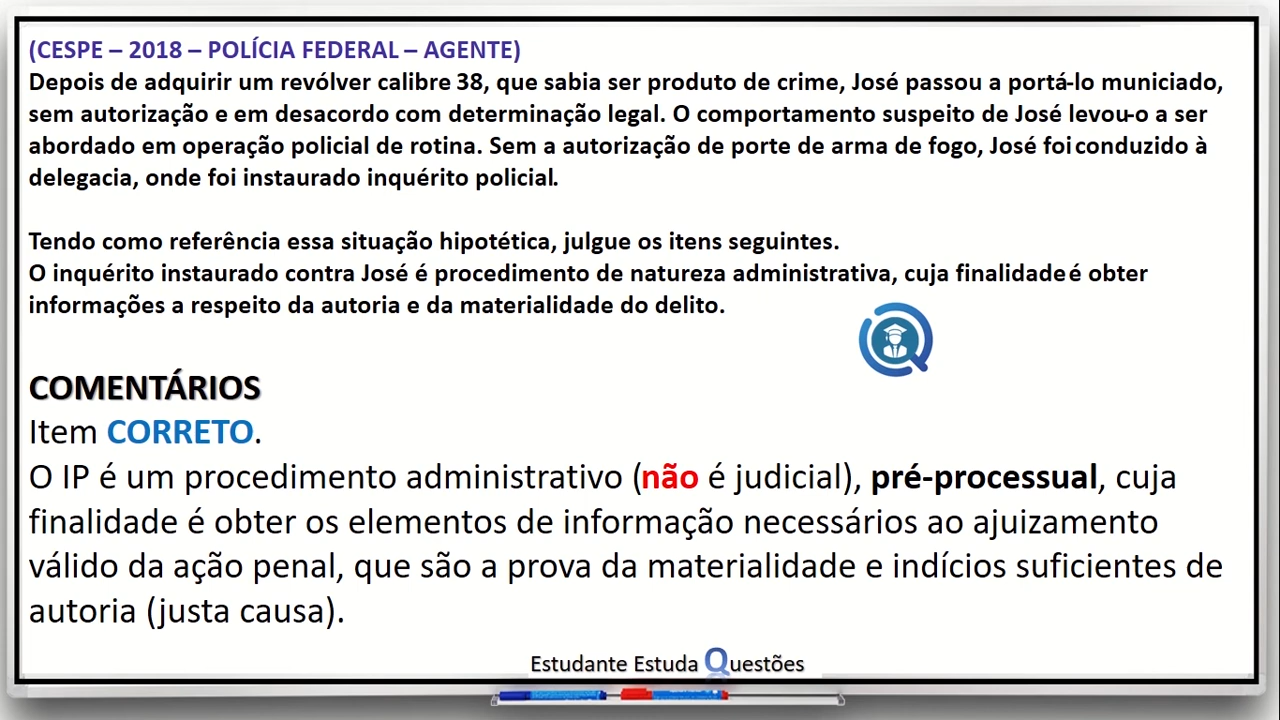 (CESPE – 2018 – POLÍCIA FEDERAL – AGENTE)
Depois de adquirir um revólver calibre 38, que sabia ser produto de crime, José passou a portá-lo municiado,
sem autorização e em desacordo com determinação legal. O comportamento suspeito de José levou-o a ser
abordado em operação policial de rotina. Sem a autorização de porte de arma de fogo, José foi conduzido à
delegacia, onde foi instaurado inquérito policial.
Tendo como referência essa situação hipotética, julgue os itens seguintes.
O inquérito instaurado contra José é procedimento de natureza administrativa, cuja finalidade é obter
informações a respeito da autoria e da materialidade do delito.
COMENTÁRIOS
Item CORRETO.
O IP é um procedimento administrativo (não é judicial), pré-processual, cuja
finalidade é obter os elementos de informação necessários ao ajuizamento
válido da ação penal, que são a prova da materialidade e indícios suficientes de
autoria (justa causa).
Estudante Estuda Questões